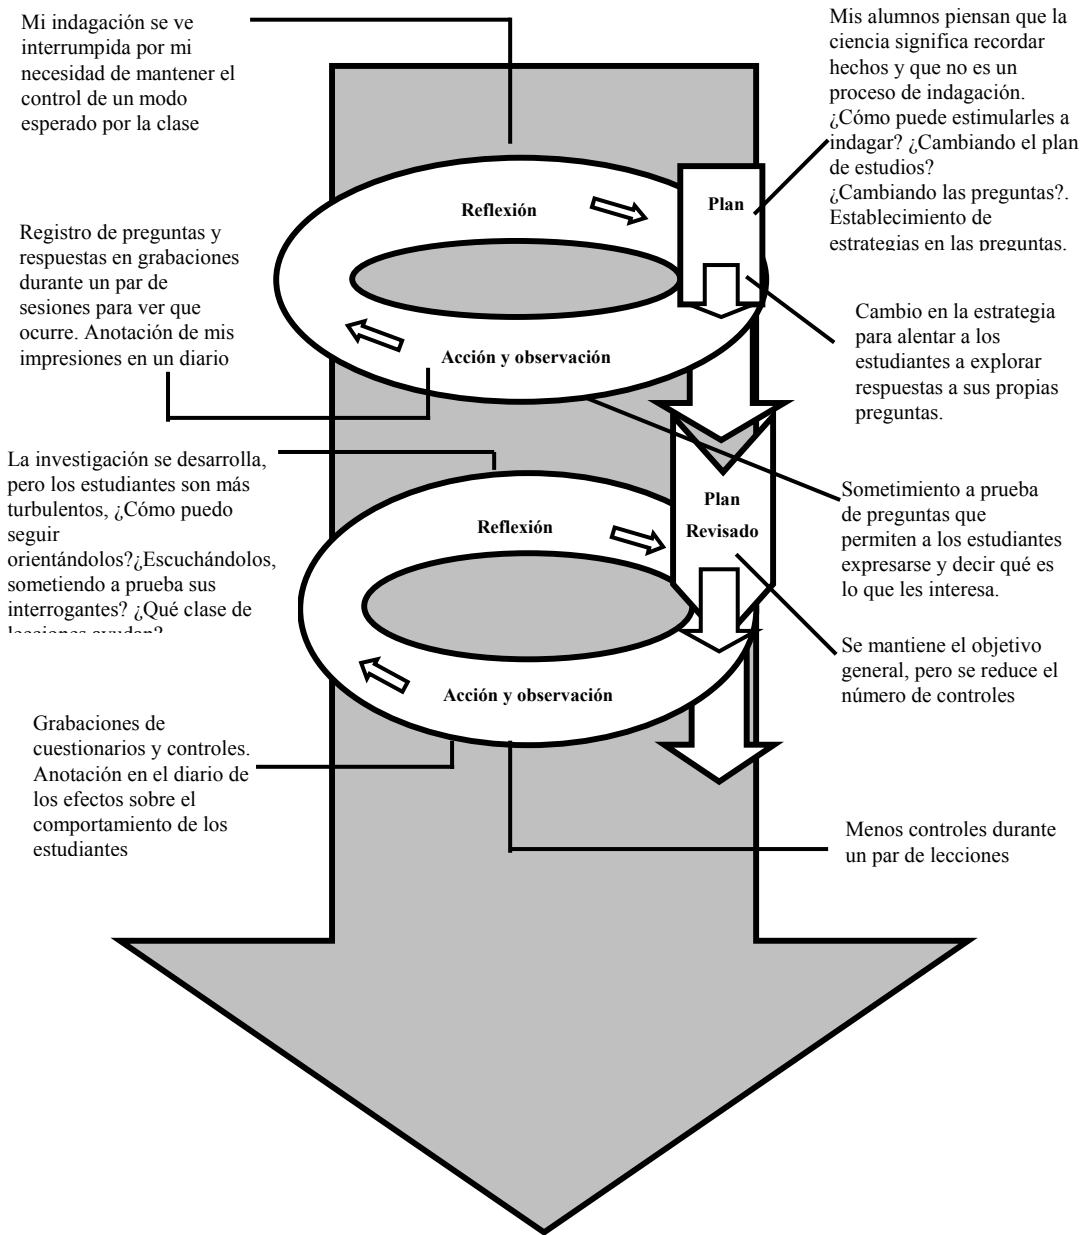 Mi indagación se ve
interrumpida por mi
necesidad de mantener el
control de un modo
esperado por la clase
Mis alumnos piensan que la
ciencia significa recordar
hechos y que no es un
proceso de indagación.
¿Cómo puede estimularles a
indagar? ¿Cambiando el plan
de estudios?
¿Cambiando las preguntas?.
Establecimiento de
estrategias en las preguntas.
Reflexión
Plan
Registro de preguntas y
respuestas en grabaciones
durante un par de
sesiones para ver que
ocurre. Anotación de mis
impresiones en un diario
Acción y observación
Cambio en la estrategia
para alentar a los
estudiantes a explorar
respuestas a sus propias
preguntas.
La investigación se desarrolla,
pero los estudiantes son más
turbulentos, ¿Cómo puedo
seguir
orientándolos?¿Escuchándolos,
sometiendo a prueba sus
interrogantes? ¿Qué clase de
lecciones ayudan?
Reflexión
Plan
Revisado
Sometimiento a prueba
de preguntas que
permiten a los estudiantes
expresarse y decir qué es
lo que les interesa.
Se mantiene el objetivo
general, pero se reduce el
número de controles
Acción y observación
Grabaciones de
cuestionarios y controles.
Anotación en el diario de
los efectos sobre el
comportamiento de los
estudiantes
Menos controles durante
un par de lecciones